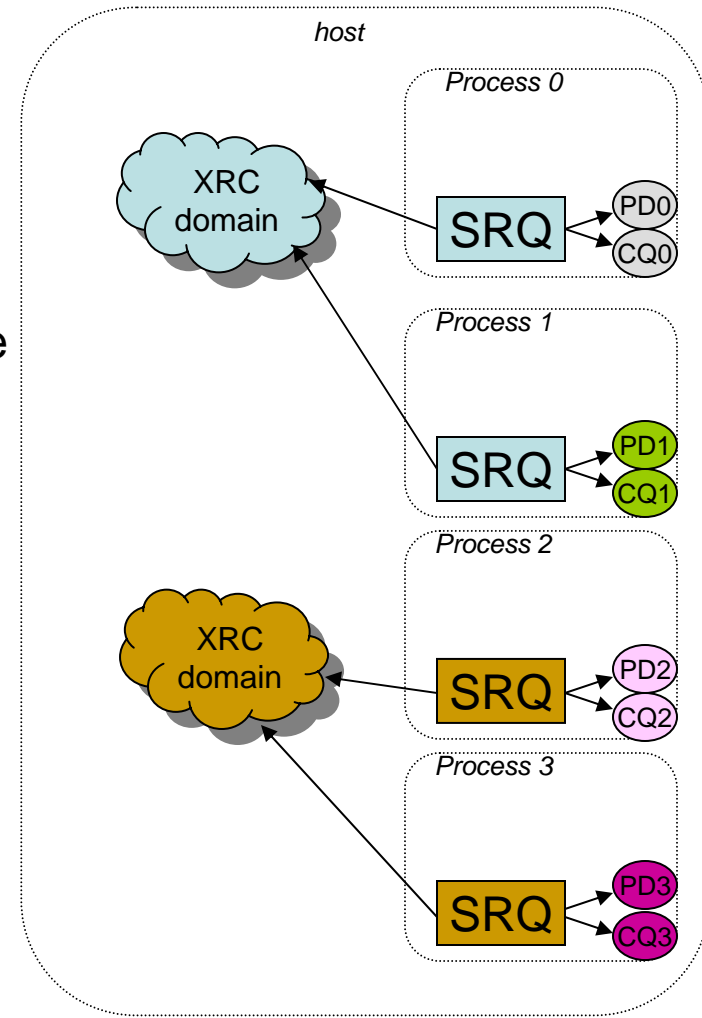 host
Process 0
XRC
domain
SRQ
PD0
CQ0
Process 1
e
SRQ
PD1
CQ1
Process 2
XRC
domain
SRQ
PD2
CQ2
Process 3
SRQ
PD3
CQ3